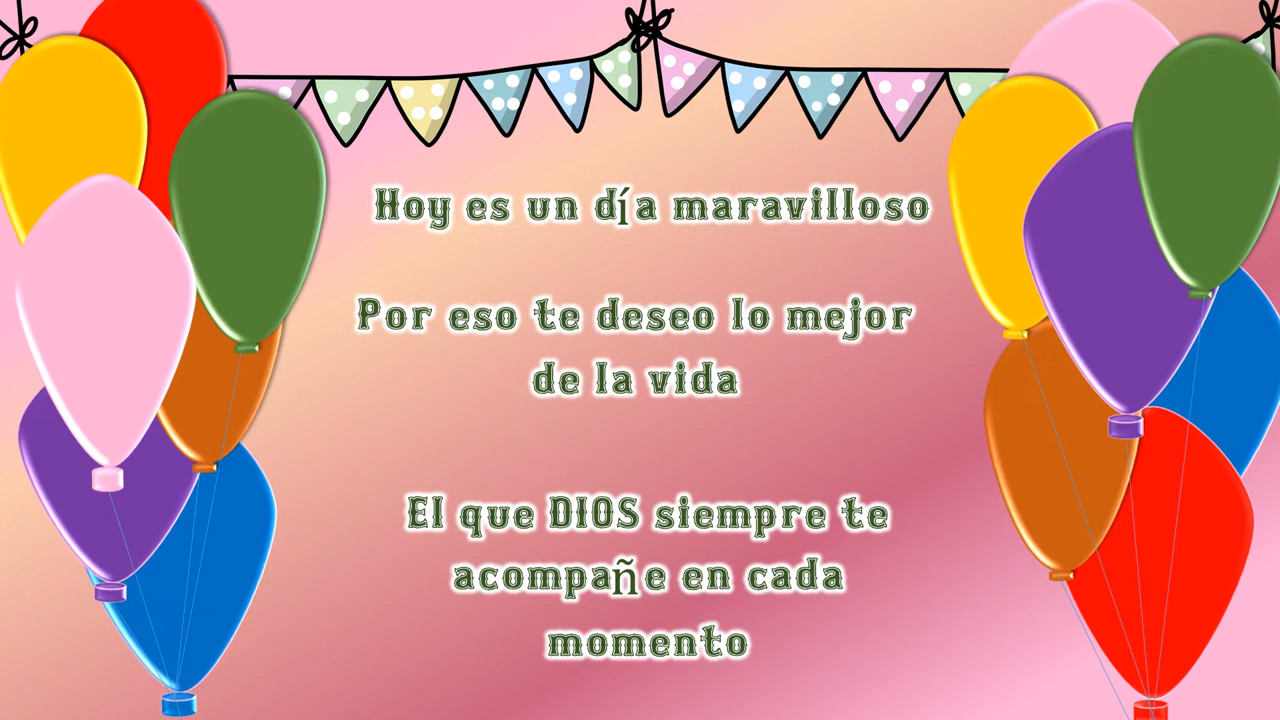 Hoy es un día maravilloso
Por eso te deseo lo mejor
de la vida
El que DIOS siempre te
acompañe en cada
momento